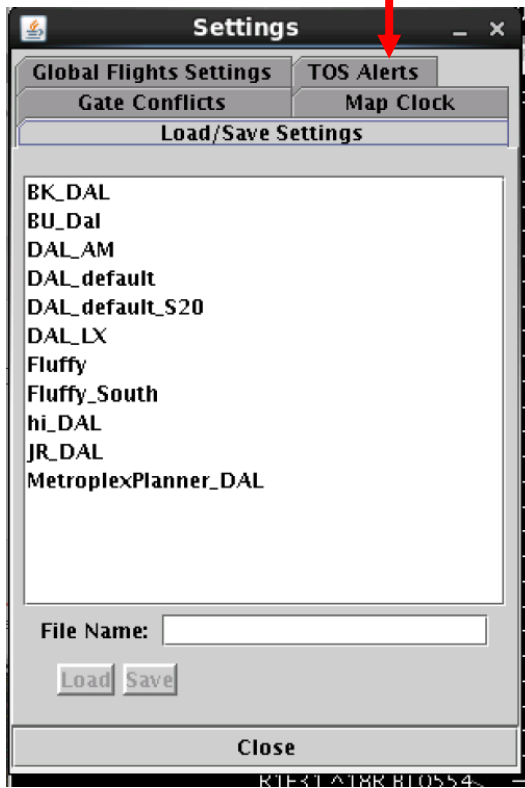 Settings
Global Flights Settings TOS Alerts
Gate Conflicts Map Clock
Load/Save Settings
BK_DAL
BU_Dal
DAL_AM
DAL_default
DAL_default_S20
DAL_LX
Fluffy
Fluffy_South
hi_DAL
JR_DAL
MetroplexPlanner_DAL
File Name:
Load Save
Close